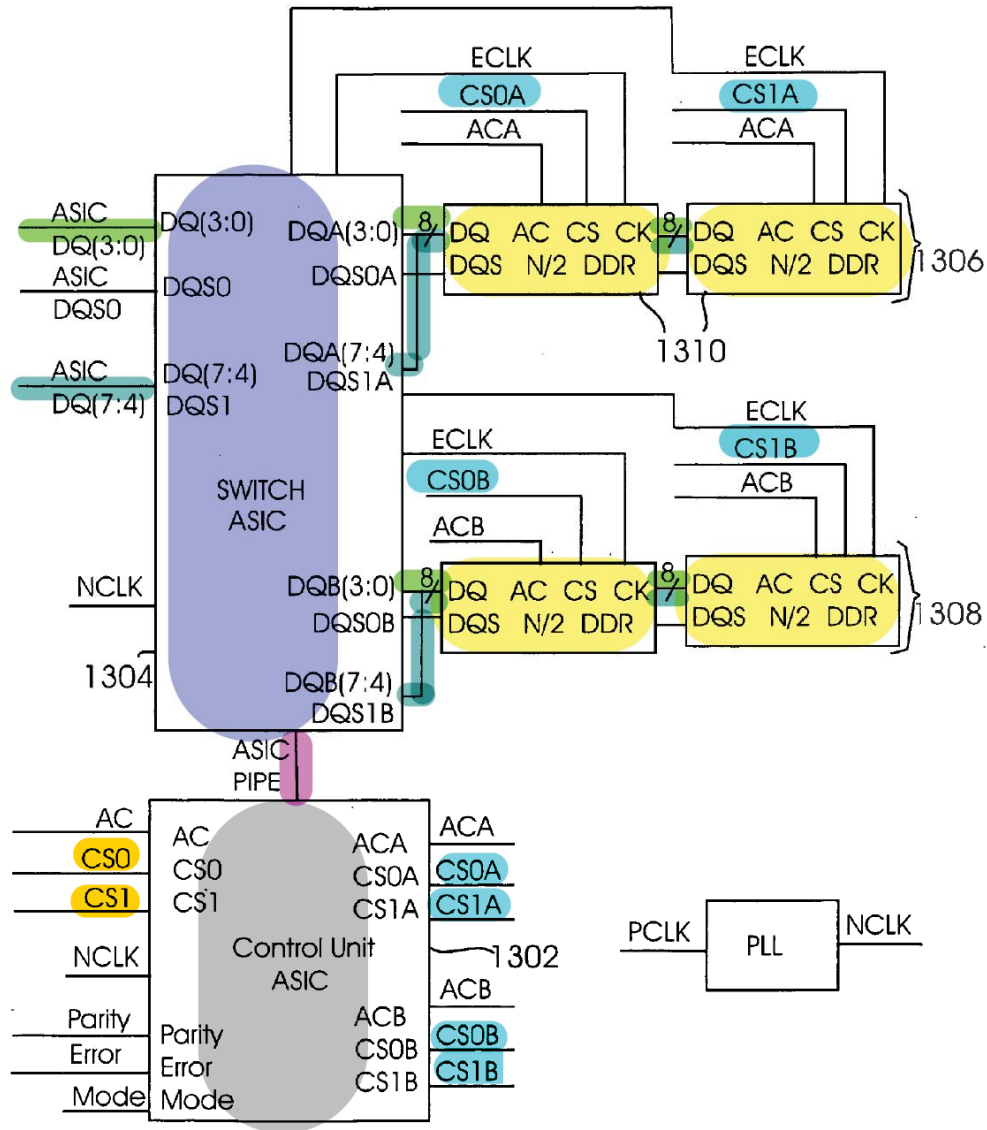 ECLK
ECLK
CS0A
CS1A
ACA
ACA
ASIC
DQ(3:0)
DQ(3:0)
DQA(3:0)
8
DQ AC CS CK
8
DQ AC CS CK
ASIC
DQS0
DQS0
DQS0A
DQS N/2 DDR
DQS N/2 DDR
1306
1310
ASIC
DQ(7:4)
DQ(7:4)
DQS1
DQA(7:4)
DQS1A
ECLK
ECLK
CS0B
CS1B
ACB
ACB
SWITCH
ASIC
NCLK
DQB(3:0)
8
DQ AC CS CK
8
DQ AC CS CK
DQS0B
DQS N/2 DDR
DQS N/2 DDR
1308
1304
DQB(7:4)
DQS1B
ASIC
PIPE
AC
AC
ACA
ACA
CS0
CS0
CS0A
CS0A
CS1
CS1
CS1A
CS1A
NCLK
Control Unit
ASIC
1302
PCLK
PLL
NCLK
ACB
ACB
Parity
Parity
CS0B
CS0B
Error
Error
CS1B
CS1B
Mode
Mode